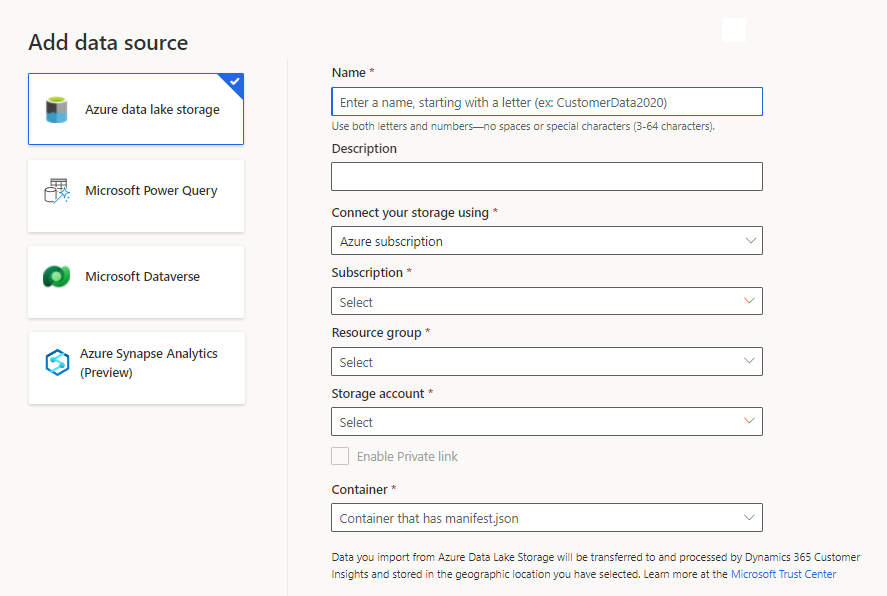 Add data source
Azure data lake storage
Microsoft Power Query
Microsoft Dataverse
Azure Synapse Analytics
(Preview)
Name *
Enter a name, starting with a letter (ex: CustomerData2020)
Use both letters and numbers—no spaces or special characters (3-64 characters).
Description
Connect your storage using *
Azure subscription
Subscription *
Select
Resource group *
Select
Storage account *
Select
Enable Private link
Container *
Container that has manifest.json
Data you import from Azure Data Lake Storage will be transferred to and processed by Dynamics 365 Customer
Insights and stored in the geographic location you have selected. Learn more at the Microsoft Trust Center